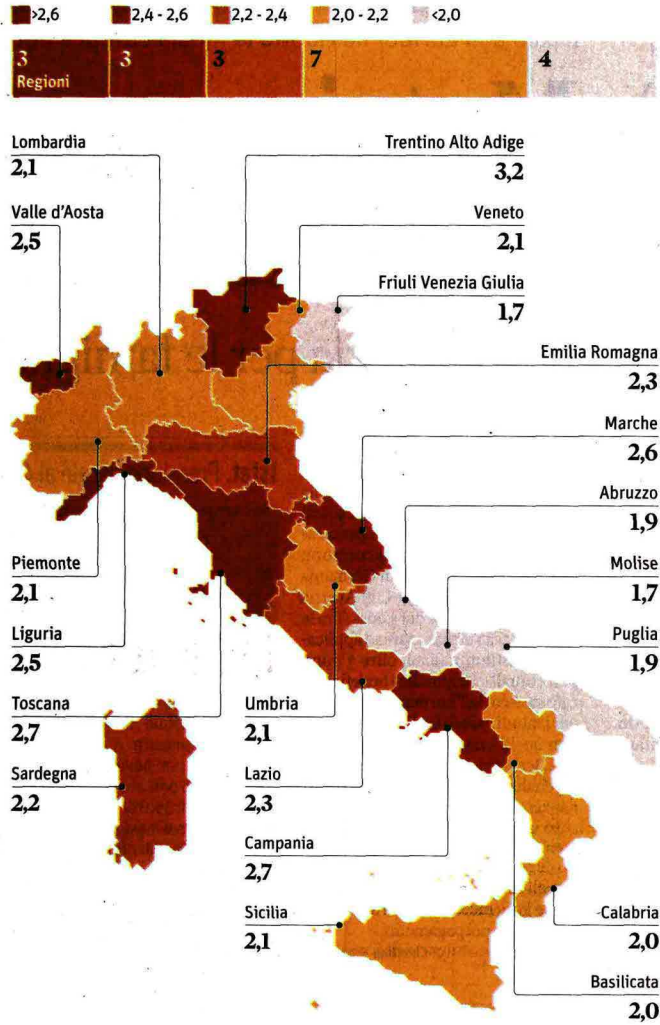 >2,6 2,4 - 2,6 2,2 - 2,4 2,0 - 2,2 <2,0
3 3 3 7 4
Regioni
Lombardia
2,1
Trentino Alto Adige
3,2
Valle d'Aosta
2,5
Veneto
2,1
Friuli Venezia Giulia
1,7
Emilia Romagna
2,3
Marche
2,6
Abruzzo
1,9
Piemonte
2,1
Molise
1,7
Liguria
2,5
Puglia
1,9
Toscana
2,7
Umbria
2,1
Sardegna
2,2
Lazio
2,3
Campania
2,7
Sicilia
2,1
Calabria
2,0
Basilicata
2,0